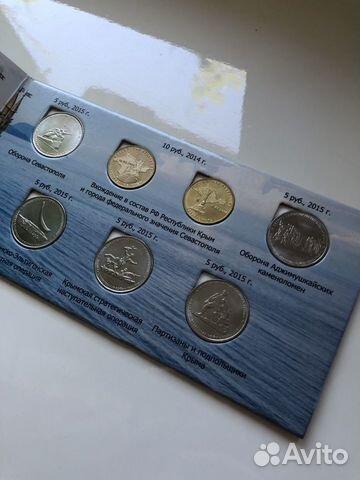 5 руб., 2015 г.
10 руб., 2014 г.
5 руб., 2015 г.
Оборона Севастополя
Вхождение в состав РФ Республики Крым
и города федерального значения Севастополя
Оборона Аджимушкайских
каменоломен
5 руб., 2015 г.
5 руб., 2015 г.
5 руб., 2015 г.
операция
Крымская стратегическая
наступательная операция
Партизаны и подпольщики
Крыма
Avito